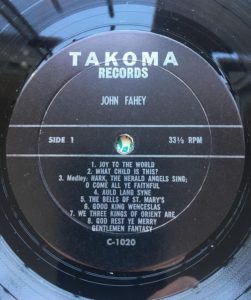 TAKOMA
RECORDS
JOHN FAHEY
SIDE 1 33⅓ RPM
1. JOY TO THE WORLD
2. WHAT CHILD IS THIS?
3. Medley: HARK, THE HERALD ANGELS SING;
O COME ALL YE FAITHFUL
4. AULD LANG SYNE
5. THE BELLS OF ST. MARY'S
6. GOOD KING WENCESLAS
7. WE THREE KINGS OF ORIENT ARE
8. GOD REST YE MERRY
GENTLEMEN FANTASY
C-1020